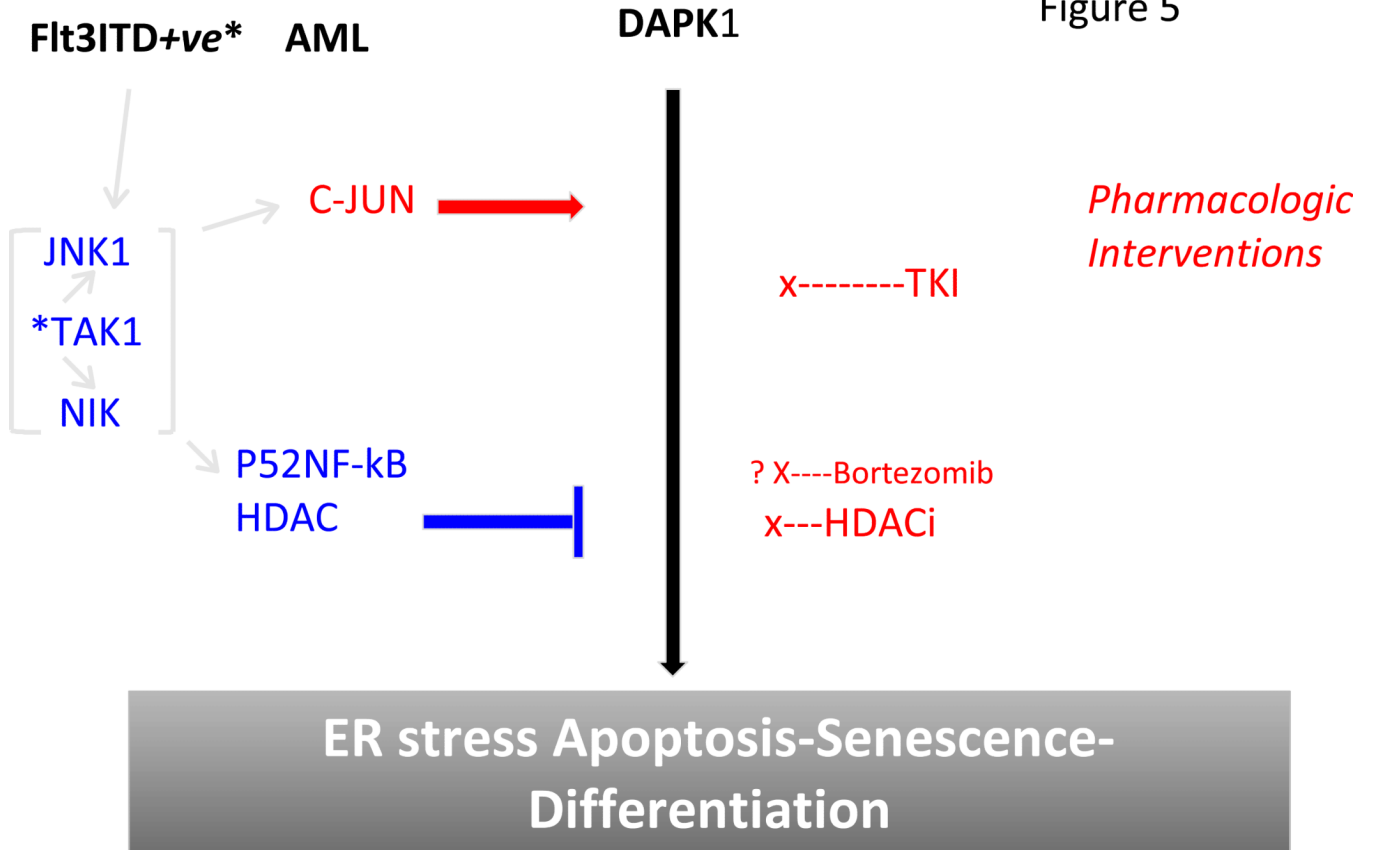 Figure 5
Flt3ITD+ve* AML
DAPK1
C-JUN
Pharmacologic
Interventions
JNK1
x--------TKI
*TAK1
NIK
P52NF-kB
? X----Bortezomib
HDAC
x---HDACi
ER stress Apoptosis-Senescence-
Differentiation